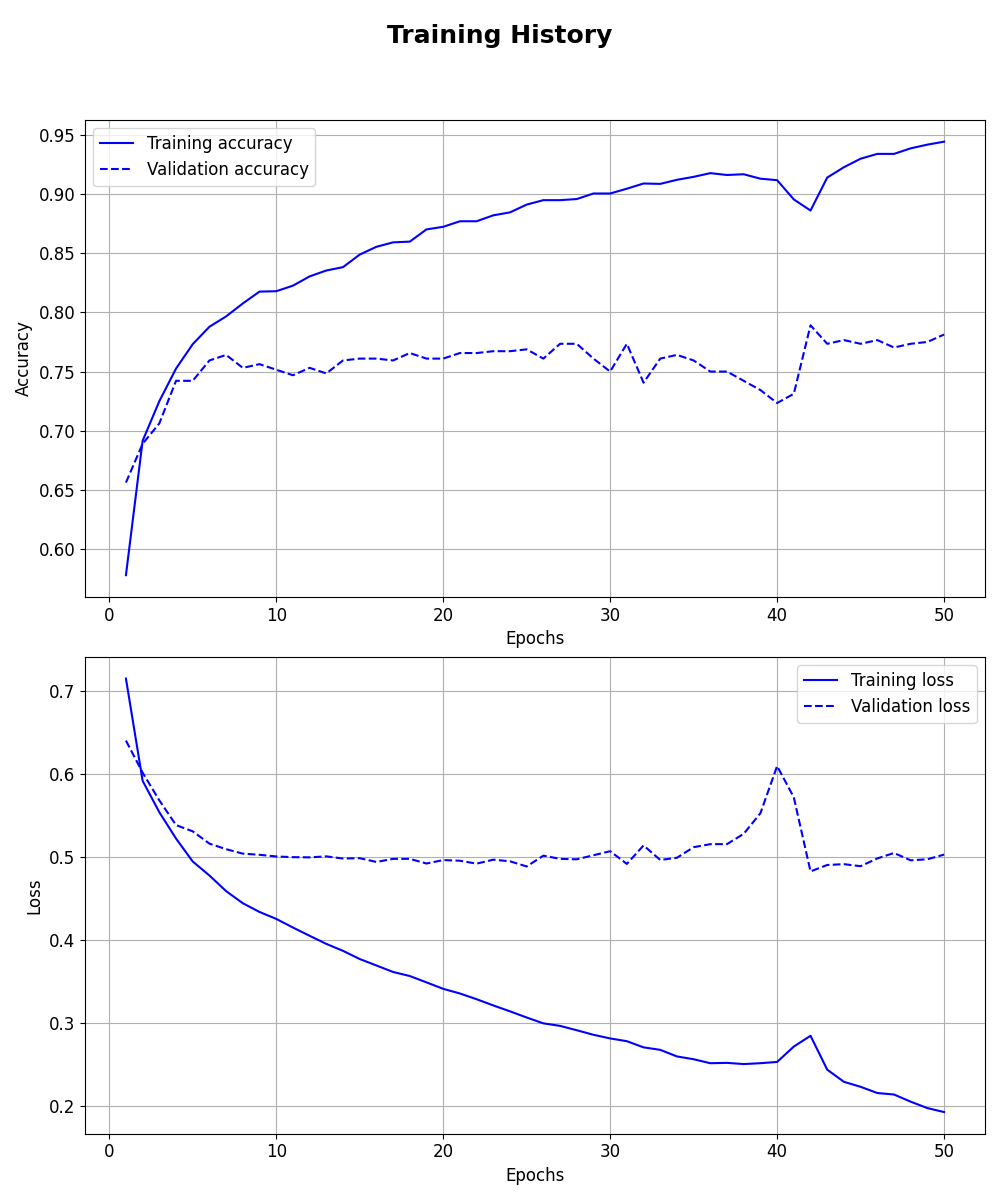 Training History
Training accuracy
Validation accuracy
0.95
0.90
0.85
0.80
0.75
0.70
0.65
0.60
Accuracy
0 10 20 30 40 50
Epochs
Training loss
Validation loss
0.7
0.6
0.5
0.4
0.3
0.2
Loss
0 10 20 30 40 50
Epochs